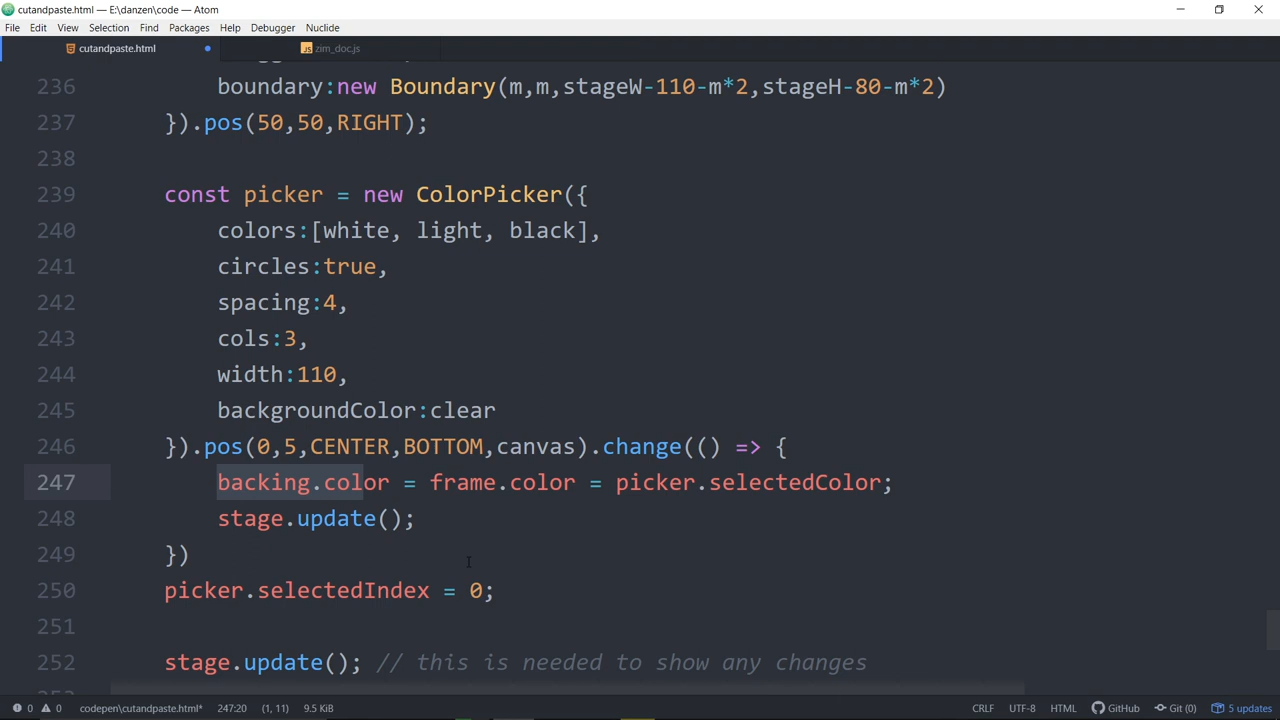 cutandpaste.html — E:\danzen\code — Atom
File Edit View Selection Find Packages Help Debugger Nuclide
cutandpaste.html zim_doc.js
236 boundary:new Boundary(m,m,stageW-110-m*2,stageH-80-m*2)
237 }).pos(50,50,RIGHT);
238
239 const picker = new ColorPicker({
240 colors:[white, light, black],
241 circles:true,
242 spacing:4,
243 cols:3,
244 width:110,
245 backgroundColor:clear
246 }).pos(0,5,CENTER,BOTTOM,canvas).change(() => {
247 backing.color = frame.color = picker.selectedColor;
248 stage.update();
249 })
250 picker.selectedIndex = 0;
251
252 stage.update(); // this is needed to show any changes
0 0 codepen\cutandpaste.html* 247:20 (1, 11) 9.5 KiB CRLF UTF-8 HTML GitHub Git (0) 5 updates